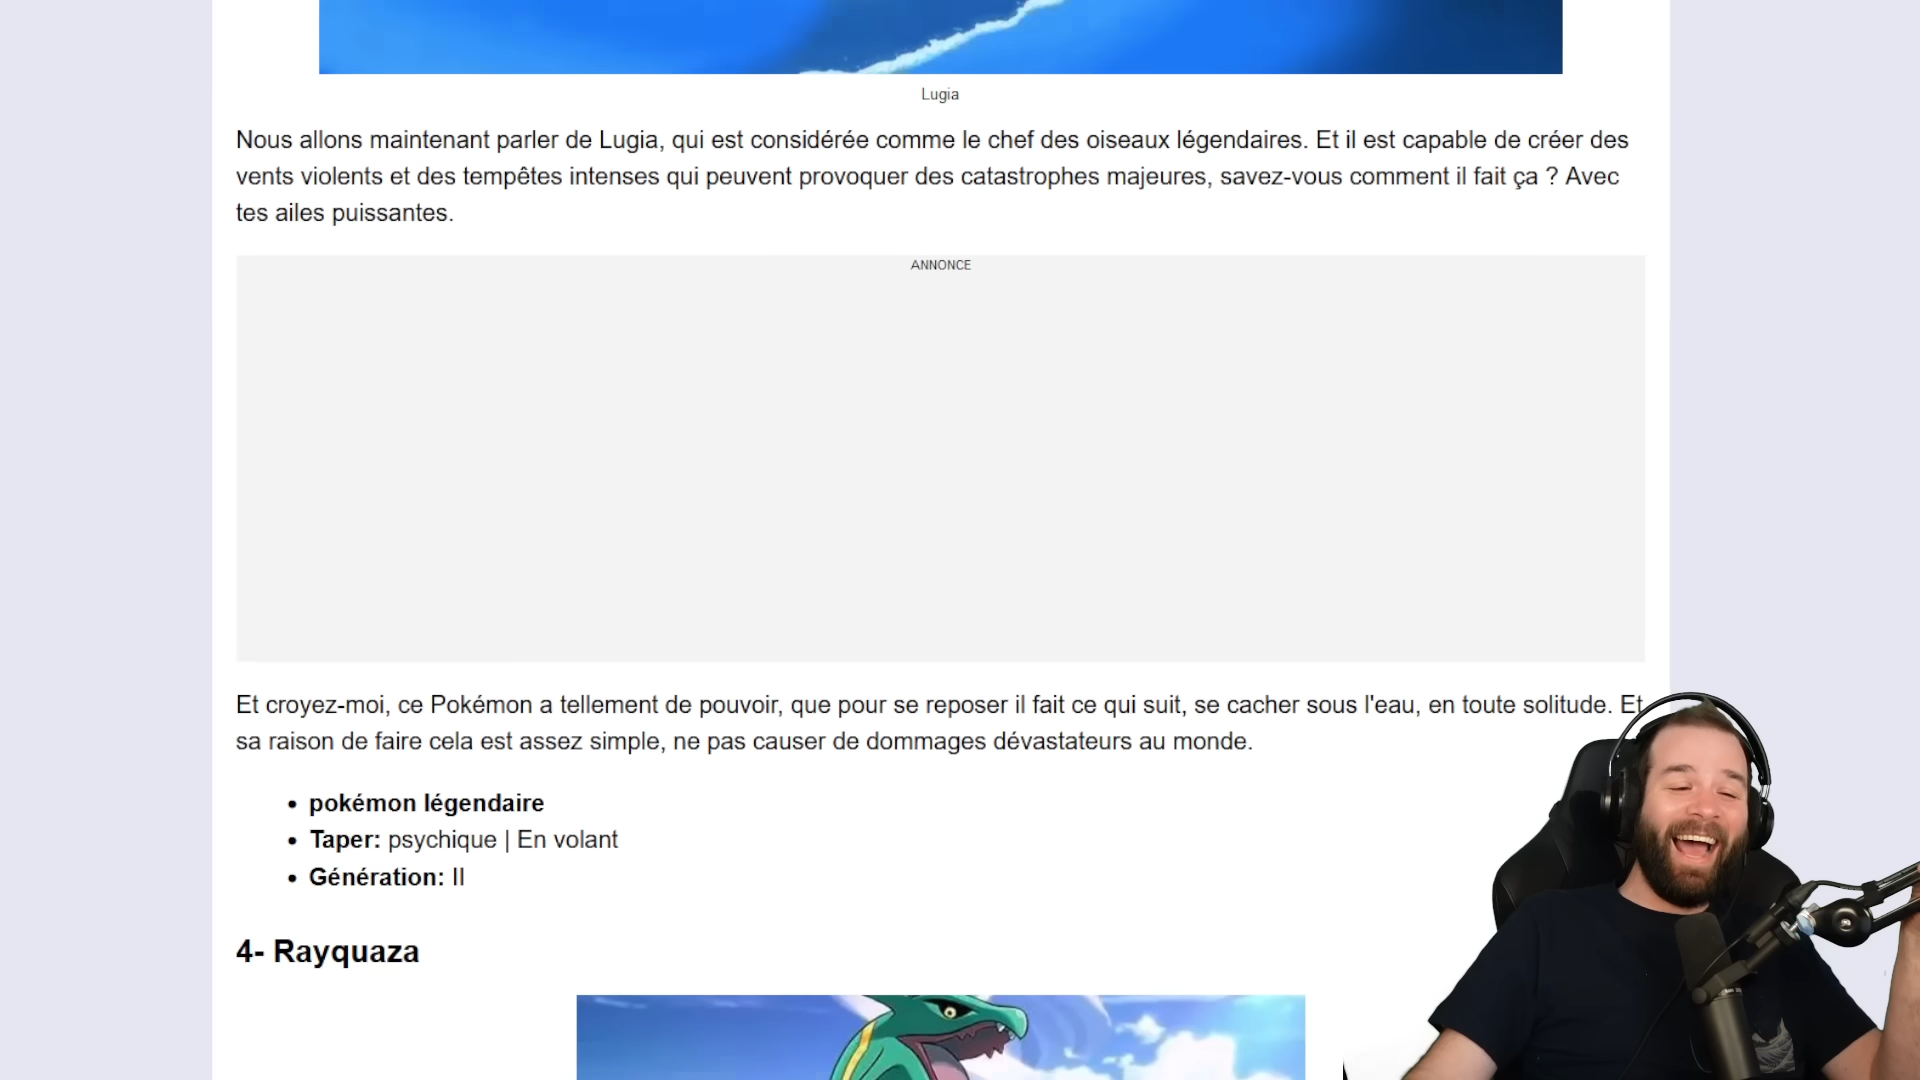 Lugia
Nous allons maintenant parler de Lugia, qui est considérée comme le chef des oiseaux légendaires. Et il est capable de créer des
vents violents et des tempêtes intenses qui peuvent provoquer des catastrophes majeures, savez-vous comment il fait ça ? Avec
tes ailes puissantes.
ANNONCE
Et croyez-moi, ce Pokémon a tellement de pouvoir, que pour se reposer il fait ce qui suit, se cacher sous l'eau, en toute solitude. Et
sa raison de faire cela est assez simple, ne pas causer de dommages dévastateurs au monde.
• pokémon légendaire
• Taper: psychique | En volant
• Génération: II
4- Rayquaza